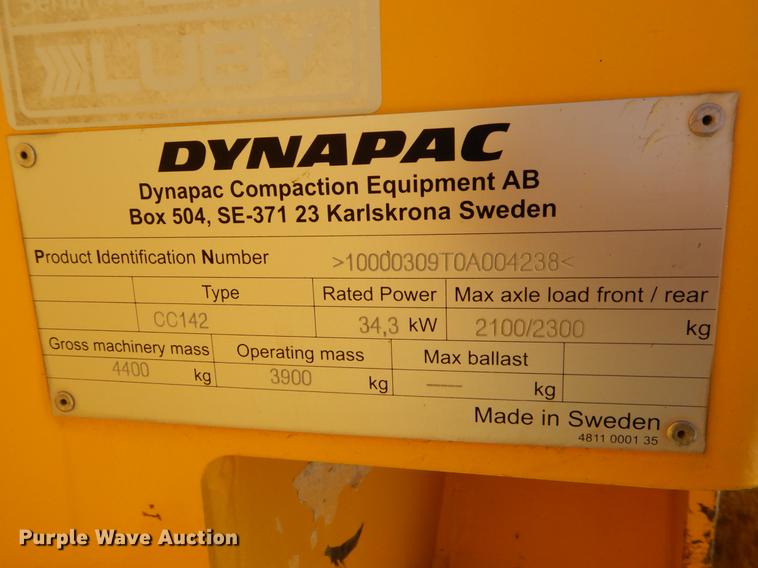 Serial
LUBY
DYNAPAC
Dynapac Compaction Equipment AB
Box 504, SE-371 23 Karlskrona Sweden
Product Identification Number >10000309T0A004238<
Type Rated Power Max axle load front / rear
CC142 34,3 kW 2100/2300 kg
Gross machinery mass Operating mass Max ballast
4400 kg 3900 kg — kg
Made in Sweden
4811 0001 35
Purple Wave Auction